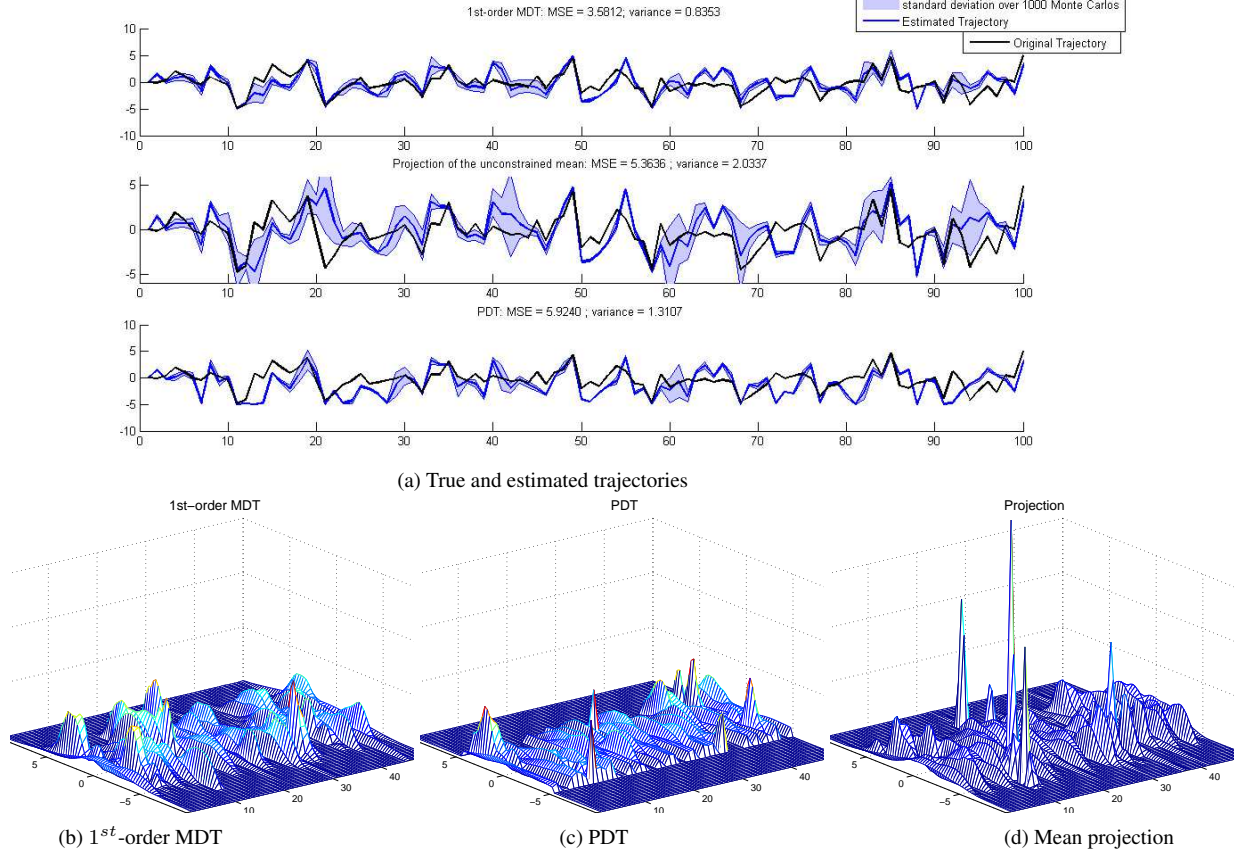 1st-order MDT: MSE = 3.5812; variance = 0.8353
standard deviation over 1000 Monte Carlos
Estimated Trajectory
Original Trajectory
10
5
0
-5
-10
0 10 20 30 40 50 60 70 80 90 100
Projection of the unconstrained mean: MSE = 5.3636 ; variance = 2.0337
5
0
-5
0 10 20 30 40 50 60 70 80 90 100
PDT: MSE = 5.9240 ; variance = 1.3107
10
5
0
-5
-10
0 10 20 30 40 50 60 70 80 90 100
(a) True and estimated trajectories
1st-order MDT
5
0
-5
10
20
30
40
PDT
5
0
-5
10
20
30
40
Projection
5
0
-5
10
20
30
40
(b) 1st-order MDT
(c) PDT
(d) Mean projection